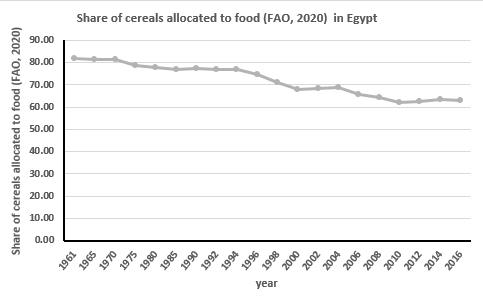 Share of cereals allocated to food (FAO, 2020)  in Egypt
Share of cereals allocated to food (FAO, 2020)
90.00
80.00
70.00
60.00
50.00
40.00
30.00
20.00
10.00
0.00
1961 1965 1970 1975 1980 1985 1990 1992 1994 1996 1998 2000 2002 2004 2006 2008 2010 2012 2014 2016
year